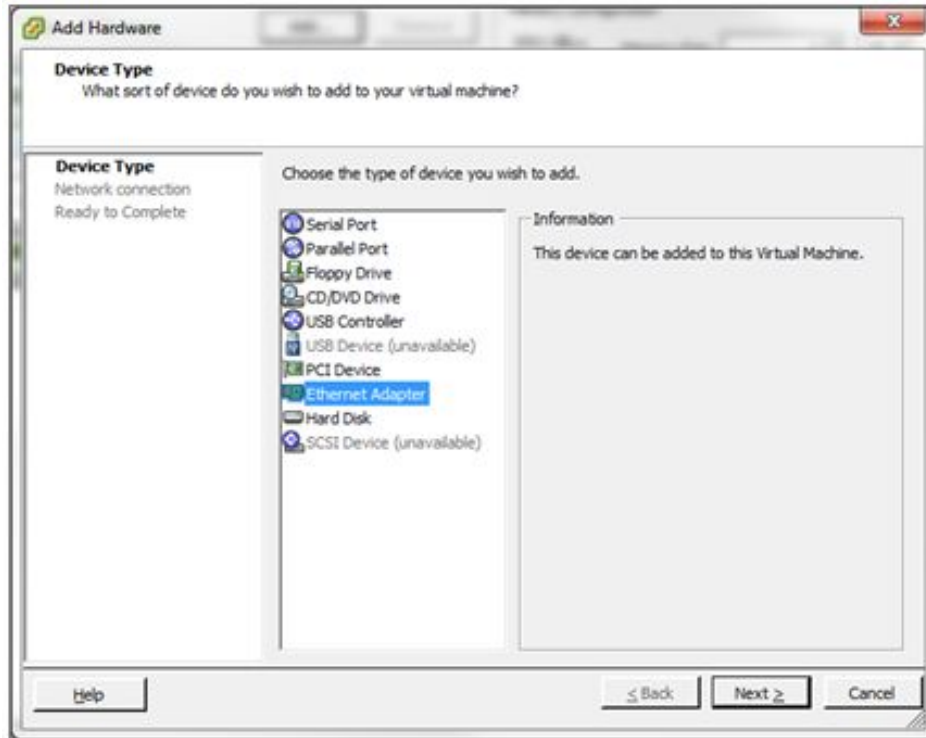 Add Hardware
Device Type
What sort of device do you wish to add to your virtual machine?
Device Type
Network connection
Ready to Complete
Choose the type of device you wish to add.
Serial Port
Parallel Port
Floppy Drive
CD/DVD Drive
USB Controller
USB Device (unavailable)
PCI Device
Ethernet Adapter
Hard Disk
SCSI Device (unavailable)
Information
This device can be added to this Virtual Machine.
Help
< Back
Next >
Cancel